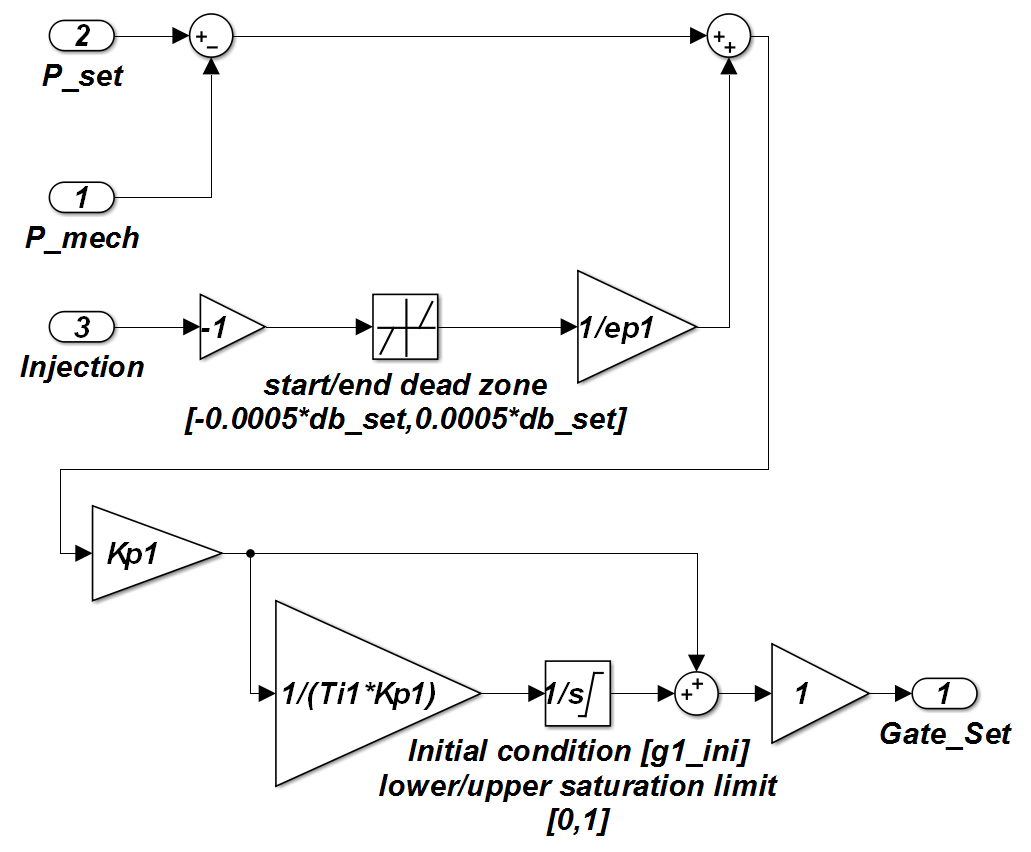 2
+
−
+
+
P_set
1
P_mech
3
-1
1/ep1
Injection
start/end dead zone
[-0.0005*db_set,0.0005*db_set]
Kp1
1/(Ti1*Kp1)
1/s
+
+
1
1
Gate_Set
Initial condition [g1_ini]
lower/upper saturation limit
[0,1]